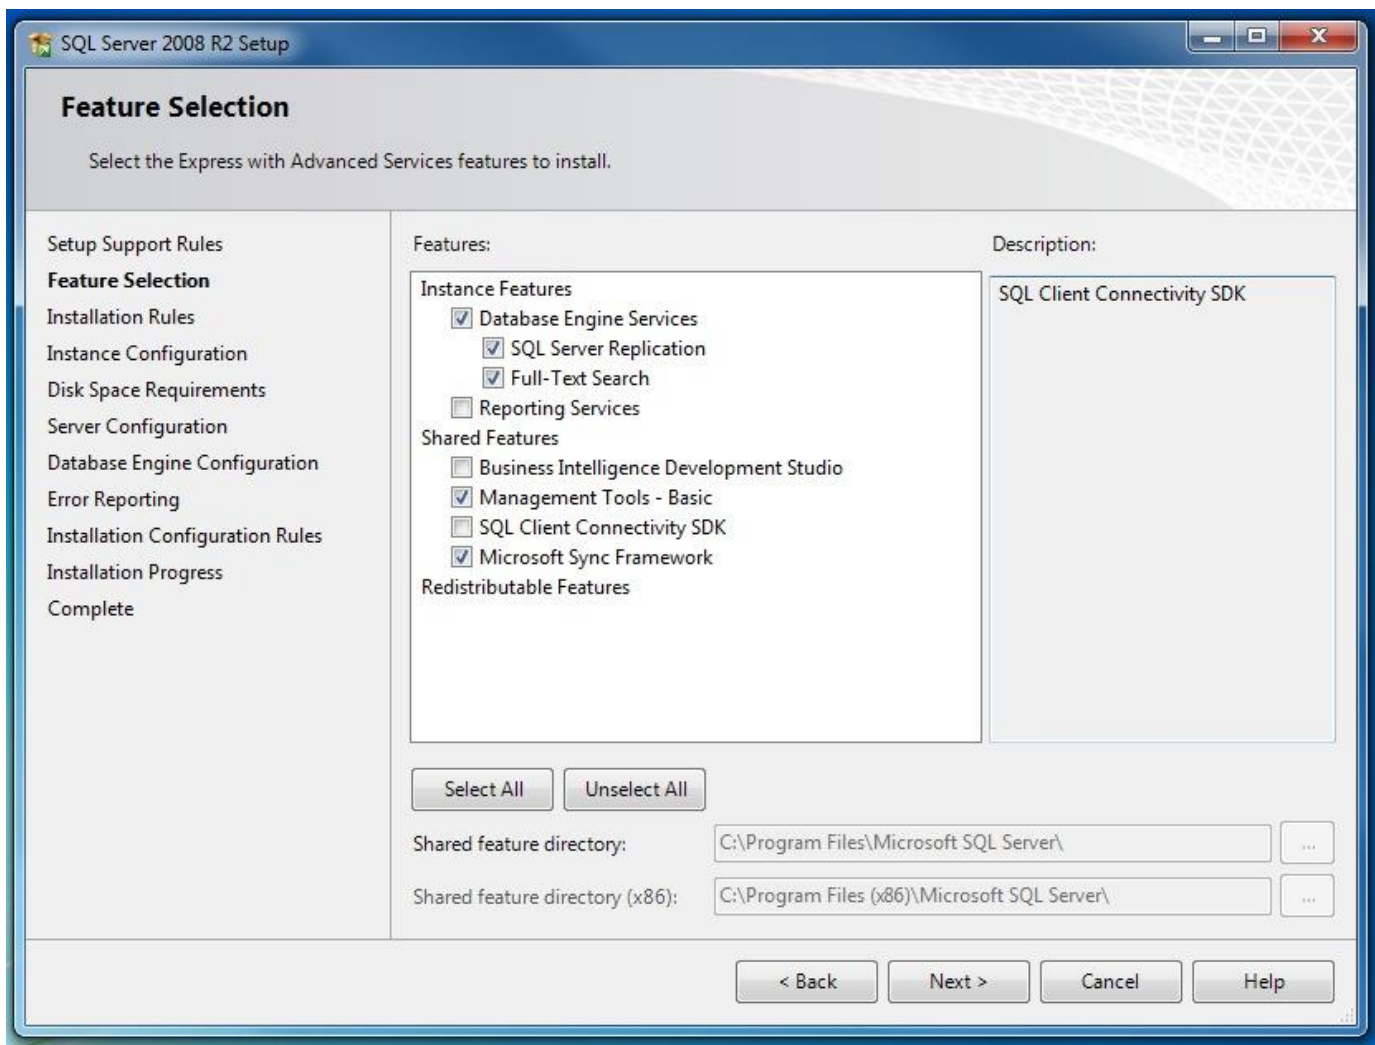 SQL Server 2008 R2 Setup
Feature Selection
Select the Express with Advanced Services features to install.
Setup Support Rules
Feature Selection
Installation Rules
Instance Configuration
Disk Space Requirements
Server Configuration
Database Engine Configuration
Error Reporting
Installation Configuration Rules
Installation Progress
Complete
Features:
Instance Features
Database Engine Services
SQL Server Replication
Full-Text Search
Reporting Services
Shared Features
Business Intelligence Development Studio
Management Tools - Basic
SQL Client Connectivity SDK
Microsoft Sync Framework
Redistributable Features
Description:
SQL Client Connectivity SDK
Select All
Unselect All
Shared feature directory:
C:\Program Files\Microsoft SQL Server\
...
Shared feature directory (x86):
C:\Program Files (x86)\Microsoft SQL Server\
...
< Back
Next >
Cancel
Help